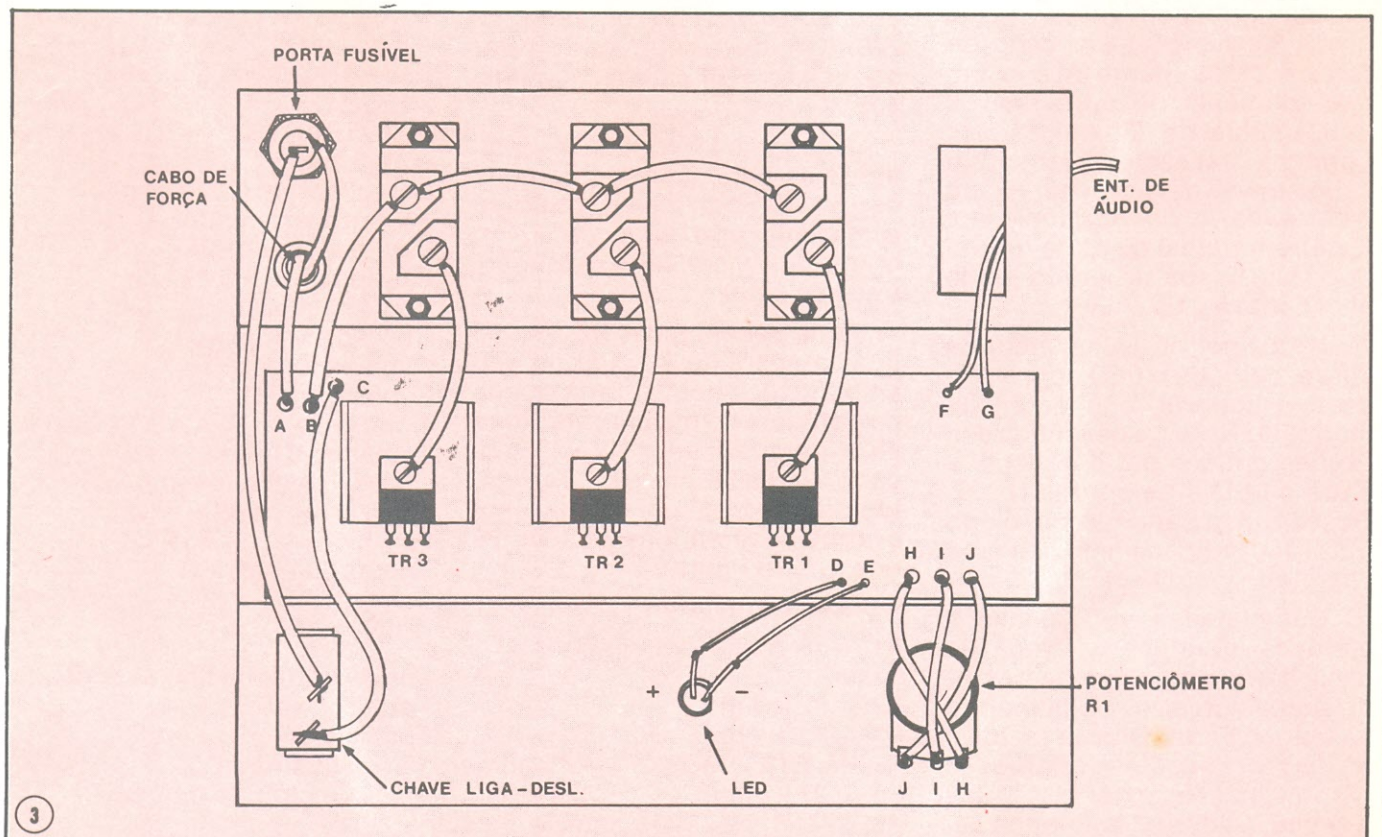 PORTA FUSÍVEL
CABO DE
FORÇA
ENT. DE
ÁUDIO
C
A
B
F
G
TR 3
TR 2
TR 1
D
E
H
I
J
+
-
POTENCIÔMETRO
R1
CHAVE LIGA-DESL.
LED
J
I
H
3